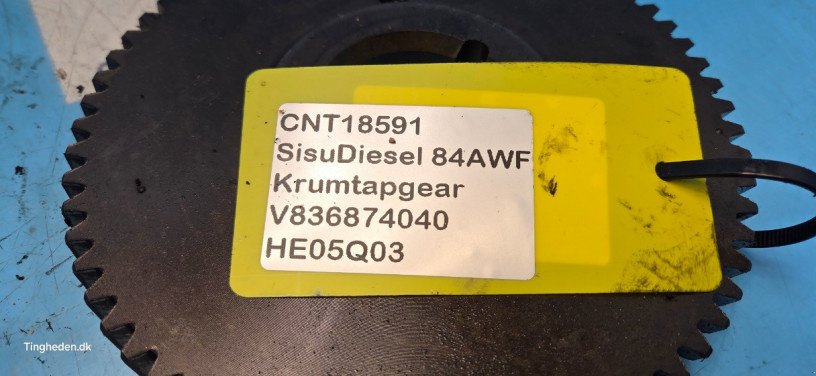 CNT18591
SisuDiesel 84AWF
Krumtapgear
V836874040
HE05Q03
Tingheden.dk